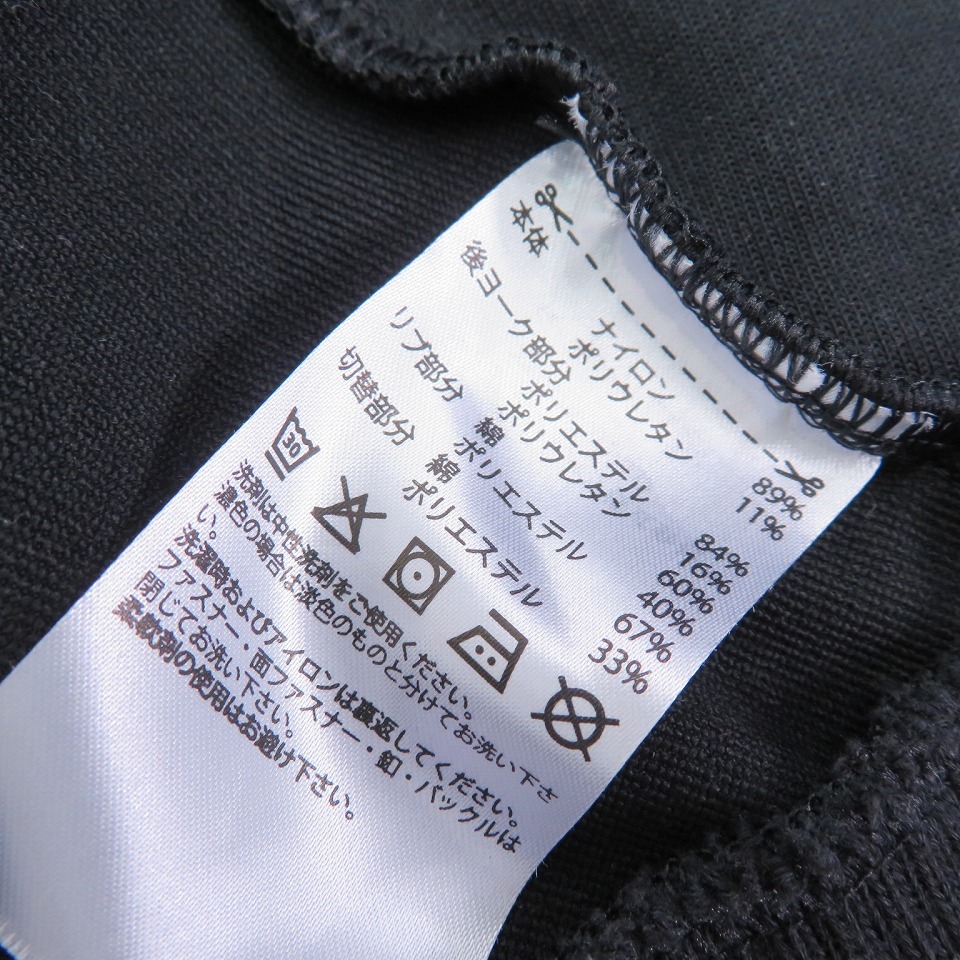 本体 ナイロン 89%
ポリウレタン 11%
後ヨーク部分 ポリエステル 84%
ポリウレタン 16%
リブ部分 綿 60%
ポリエステル 40%
切替部分 綿 67%
ポリエステル 33%
30
洗剤は中性洗剤をご使用ください。
濃色の場合は淡色のものと分けてお洗い下さ
い。
洗濯時およびアイロンは裏返してください。
ファスナー・面ファスナー・釦・バックルは
閉じてお洗い下さい。
柔軟剤の使用はお避け下さい。